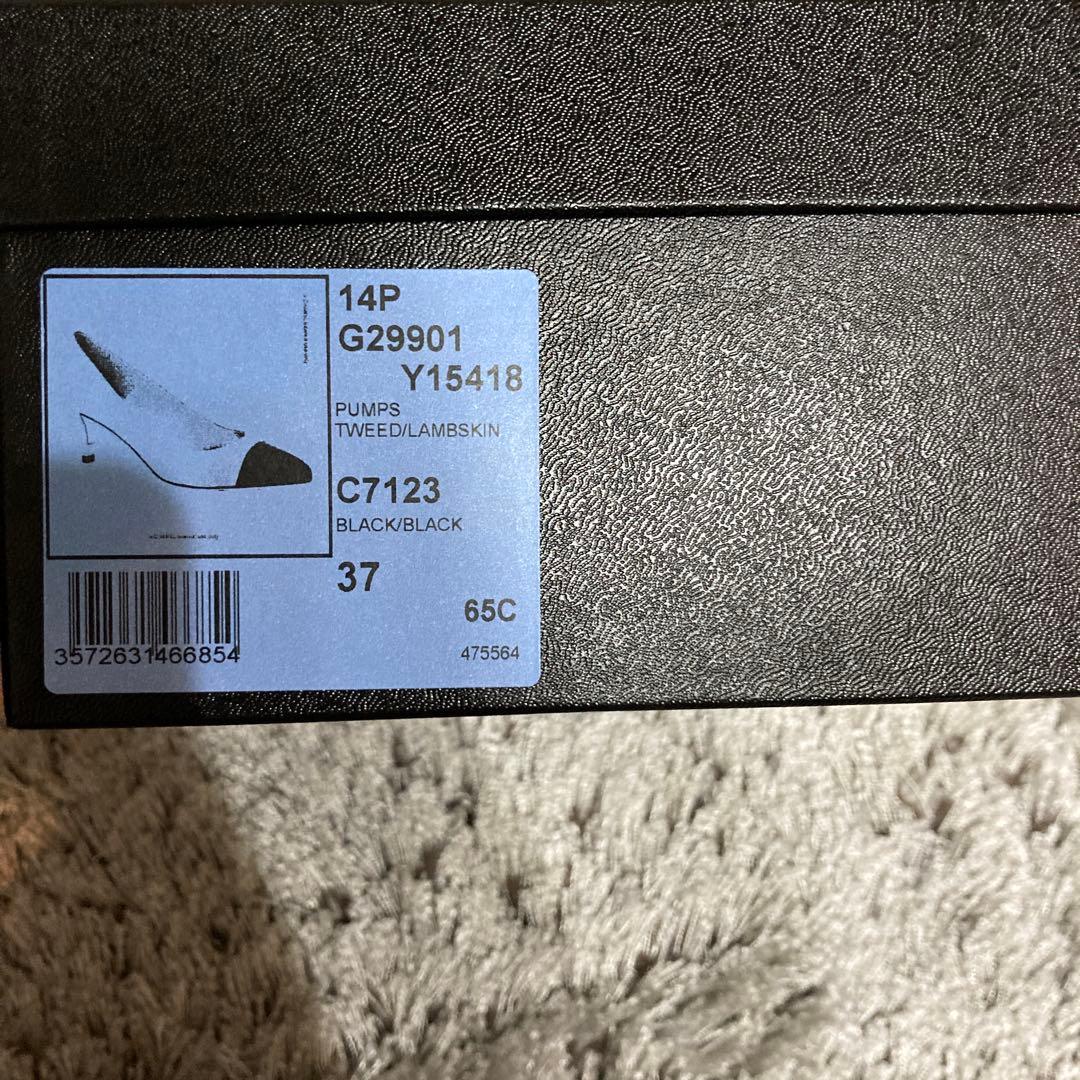 14P
G29901
Y15418
PUMPS
TWEED/LAMBSKIN
C7123
BLACK/BLACK
37
65C
3572631466854
475564